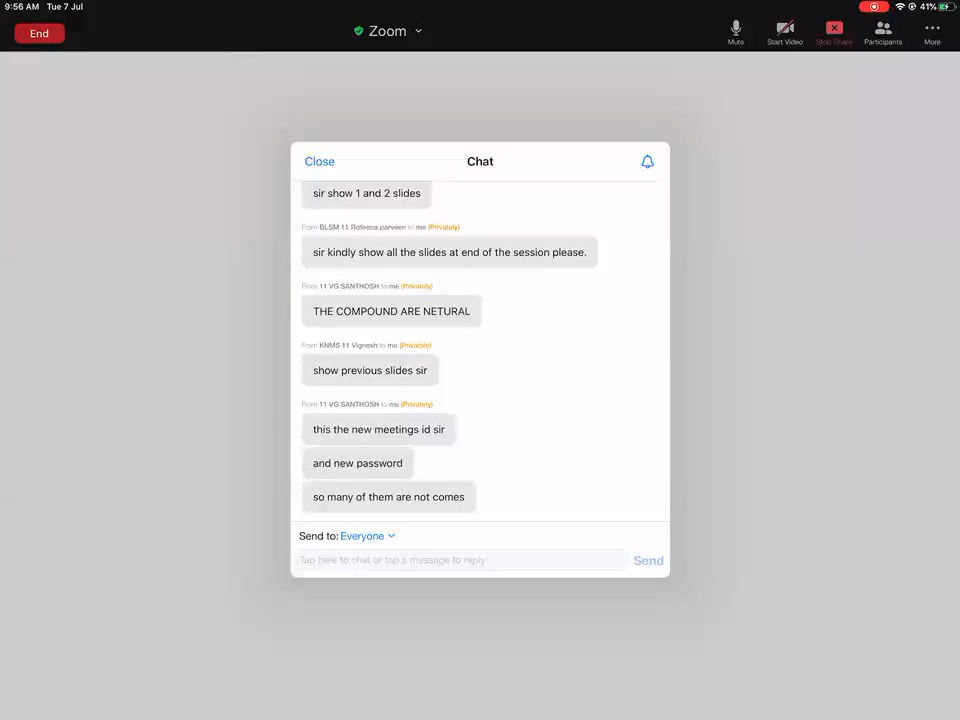 9:56 AM Tue 7 Jul
41%
End
Zoom
Mute
Start Video
Stop Share
Participants
More
Close
Chat
sir show 1 and 2 slides
From BLSM 11 Rofeena parveen to me (Privately)
sir kindly show all the slides at end of the session please.
From 11 VG SANTHOSH to me (Privately)
THE COMPOUND ARE NETURAL
From KNMS 11 Vignesh to me (Privately)
show previous slides sir
From 11 VG SANTHOSH to me (Privately)
this the new meetings id sir
and new password
so many of them are not comes
Send to: Everyone
Tap here to chat or tap a message to reply
Send